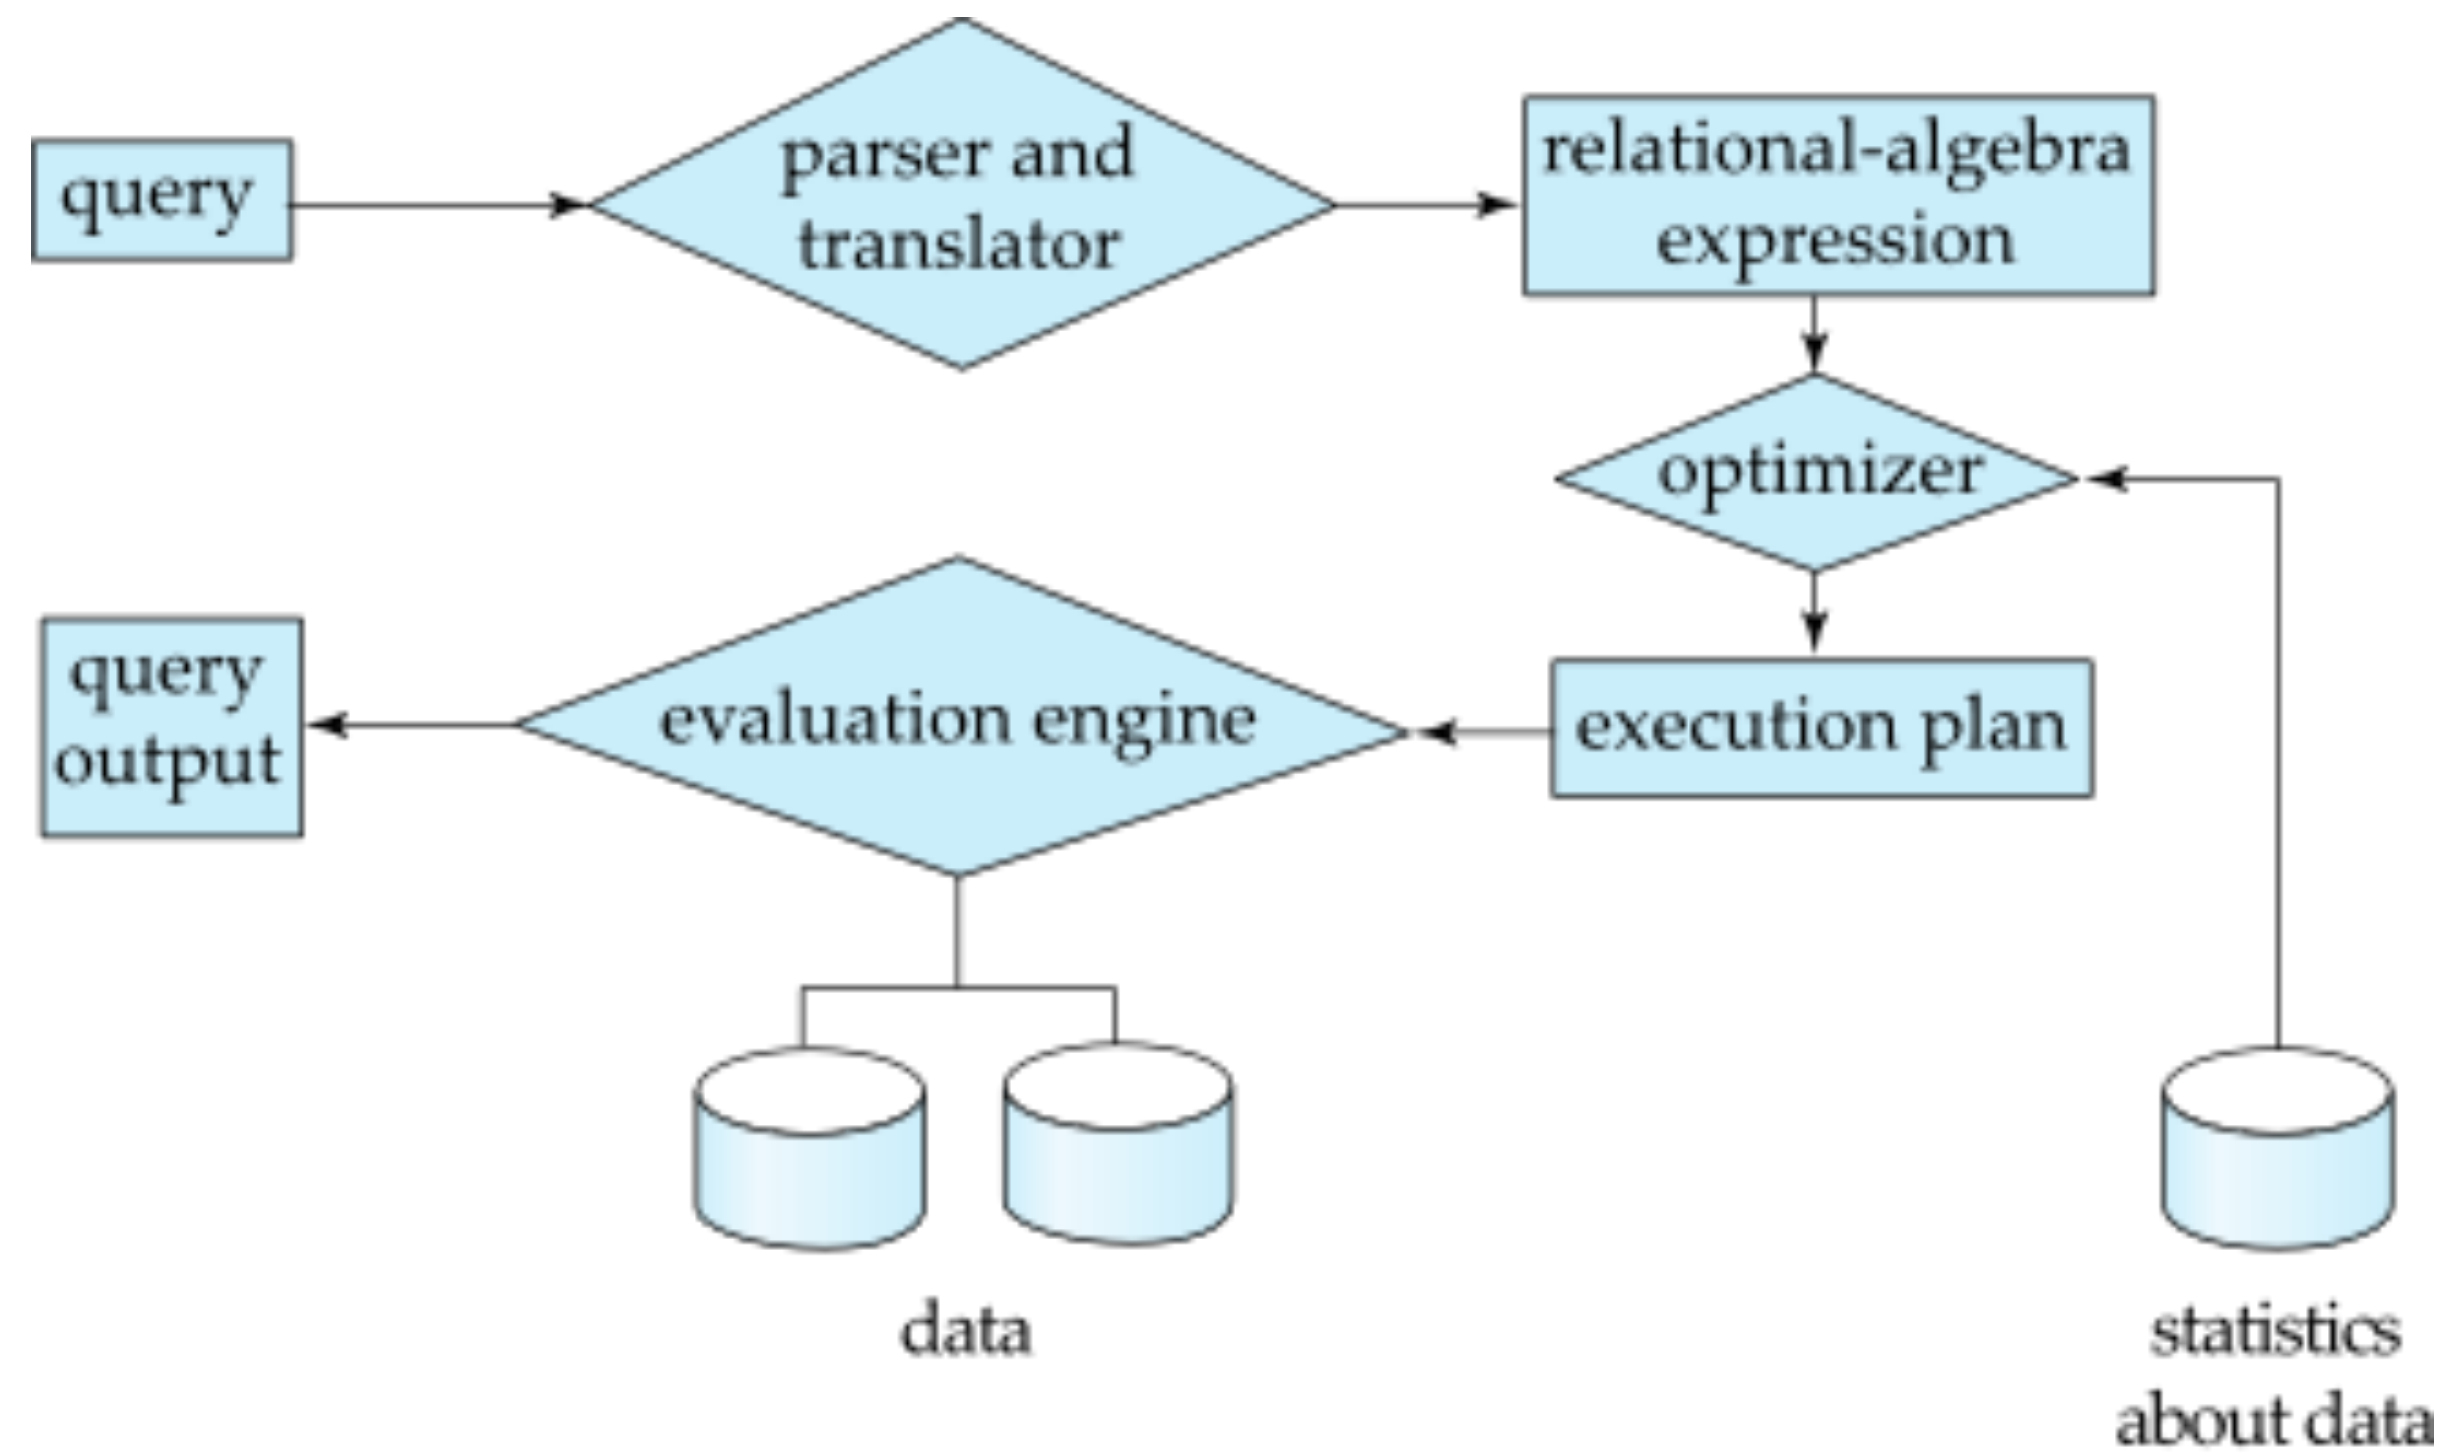 query
parser and
translator
relational-algebra
expression
optimizer
query
output
evaluation engine
execution plan
data
statistics
about data